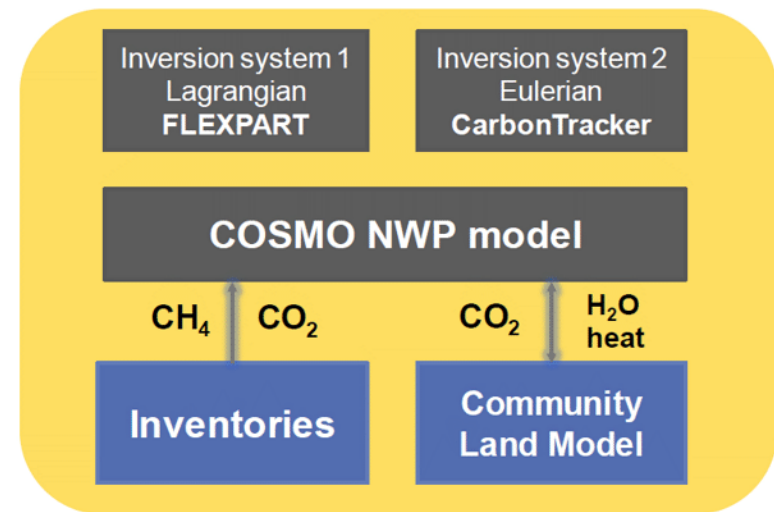 Inversion system 1
Lagrangian
FLEXPART
Inversion system 2
Eulerian
CarbonTracker
COSMO NWP model
CH₄ CO₂
CO₂
H₂O
heat
Inventories
Community
Land Model